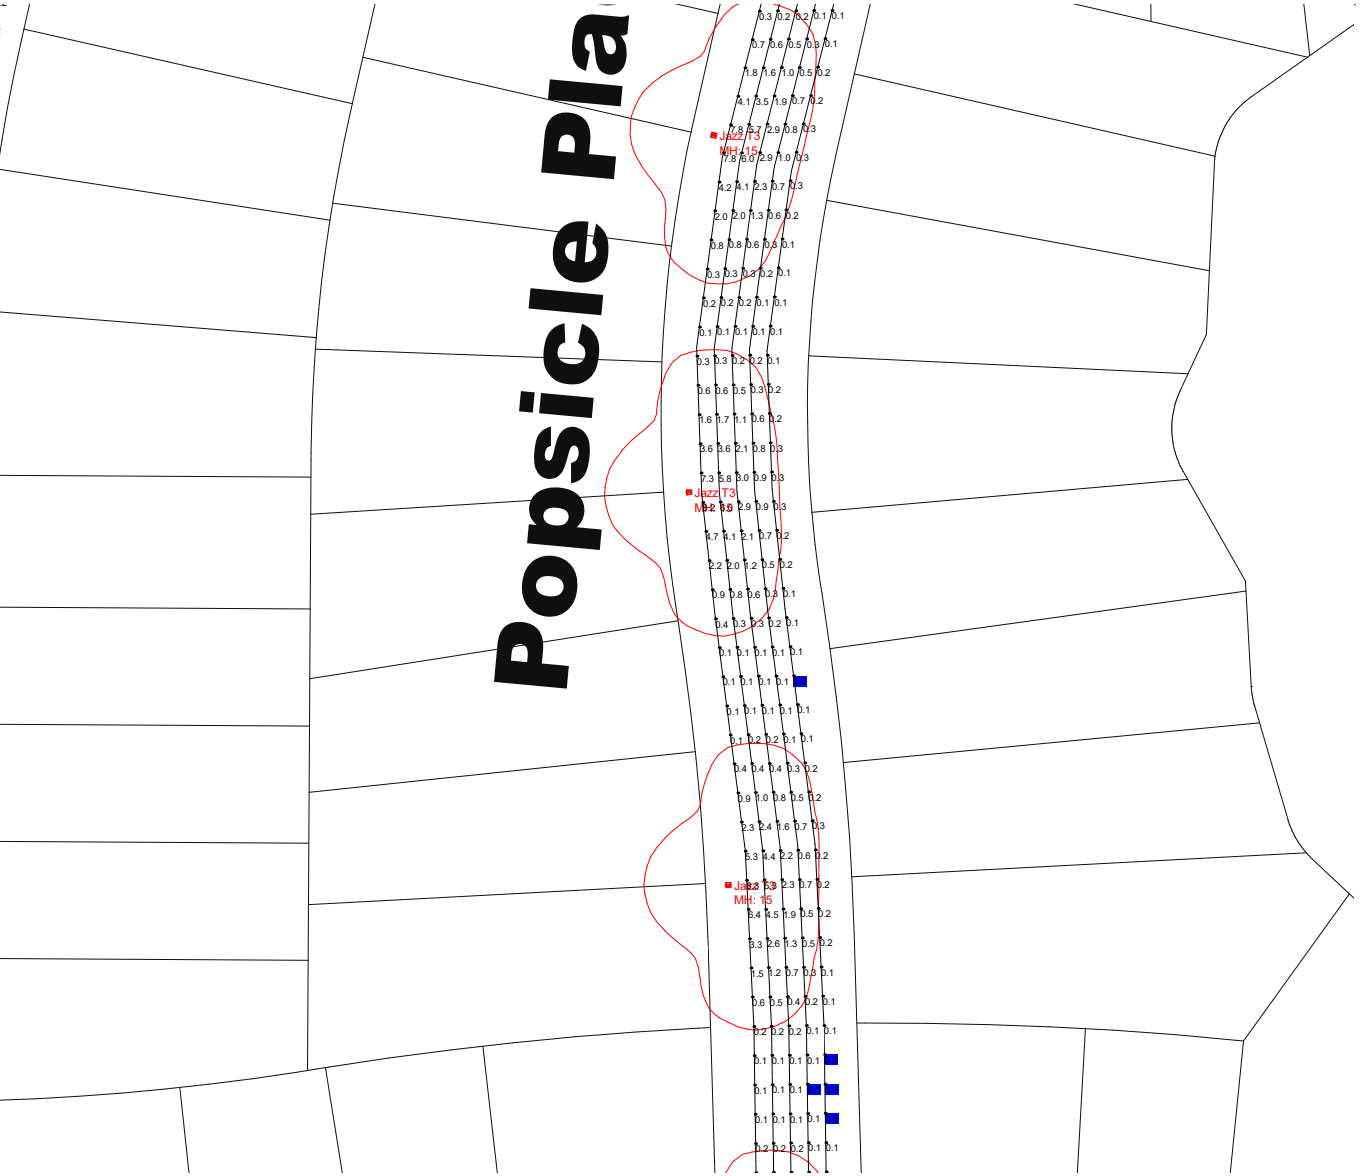 Popsicle Pla
0.3 0.2 0.2 0.1 0.1
0.7 0.6 0.5 0.3 0.1
1.8 1.6 1.0 0.5 0.2
4.1 3.5 1.9 0.7 0.2
7.8 5.7 2.9 0.8 0.3
Jazz T3
MH: 15
7.8 6.0 2.9 1.0 0.3
4.2 4.1 2.3 0.7 0.3
2.0 2.0 1.3 0.6 0.2
0.8 0.8 0.6 0.3 0.1
0.3 0.3 0.3 0.2 0.1
0.2 0.2 0.2 0.1 0.1
0.1 0.1 0.1 0.1 0.1
0.3 0.3 0.2 0.2 0.1
0.6 0.6 0.5 0.3 0.2
1.6 1.7 1.1 0.6 0.2
3.6 3.6 2.1 0.8 0.3
7.3 5.8 3.0 0.9 0.3
Jazz T3
MH: 15
2.9 0.9 0.3
4.7 4.1 2.1 0.7 0.2
2.2 2.0 1.2 0.5 0.2
0.9 0.8 0.6 0.3 0.1
0.4 0.3 0.3 0.2 0.1
0.1 0.1 0.1 0.1 0.1
0.1 0.1 0.1 0.1 0.0
0.1 0.1 0.1 0.1 0.1
0.1 0.2 0.2 0.1 0.1
0.4 0.4 0.4 0.3 0.2
0.9 1.0 0.8 0.5 0.2
2.3 2.4 1.6 0.7 0.3
5.3 4.4 2.2 0.6 0.2
Jazz T3
2.3 0.7 0.2
MH: 15
6.4 4.5 1.9 0.5 0.2
3.3 2.6 1.3 0.5 0.2
1.5 1.2 0.7 0.3 0.1
0.6 0.5 0.4 0.2 0.1
0.2 0.2 0.2 0.1 0.1
0.1 0.1 0.1 0.1 0.0
0.1 0.1 0.1 0.0 0.0
0.1 0.1 0.1 0.1 0.0
0.2 0.2 0.2 0.1 0.1